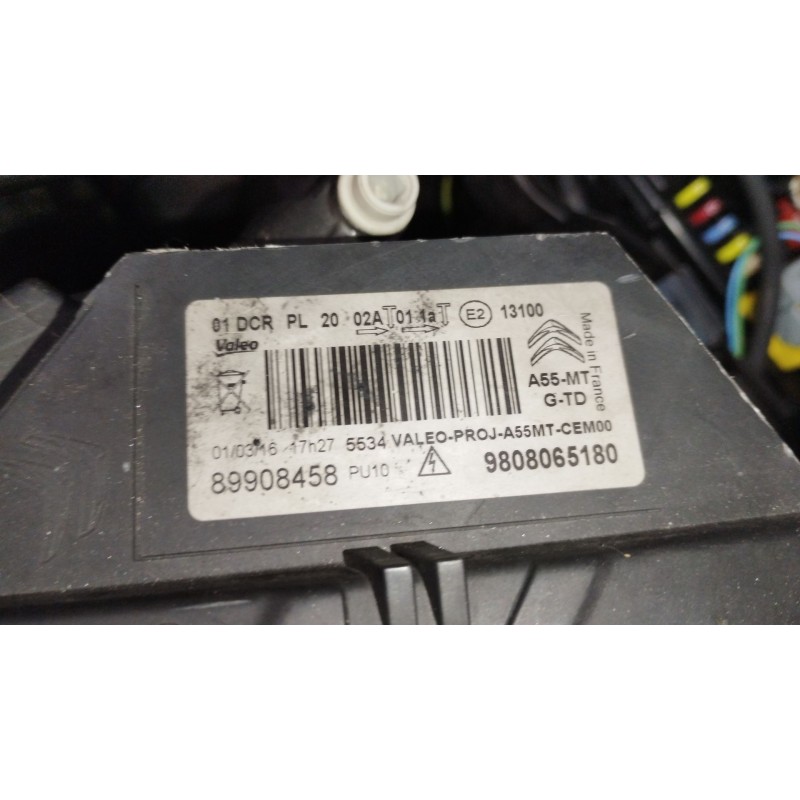 01 DCR PL 20 02A 01 1a E2 13100
Valeo
Made in France
A55-MT
G-TD
01/03/16 17h27 5534 VALEO-PROJ-A55MT-CEM00
89908458 PU10 9808065180